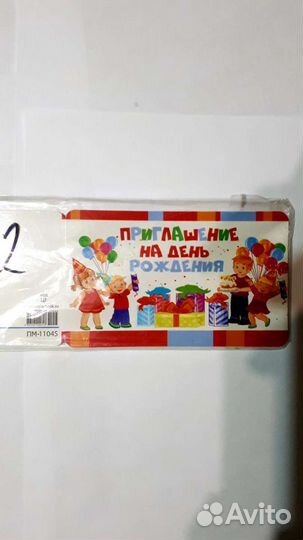 2
ПРИГЛАШЕНИЕ
НА ДЕНЬ
РОЖДЕНИЯ
ПМ-11045
Avito